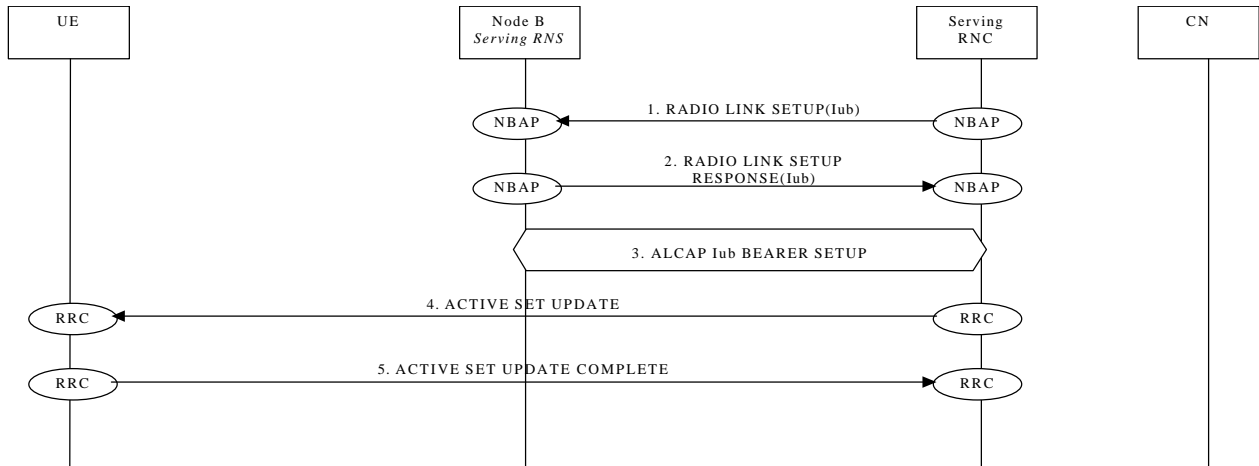 UE
Node B
Serving RNS
Serving
RNC
CN
1. RADIO LINK SETUP(Iub)
NBAP
NBAP
2. RADIO LINK SETUP
RESPONSE(Iub)
NBAP
NBAP
3. ALCAP Iub BEARER SETUP
4. ACTIVE SET UPDATE
RRC
RRC
5. ACTIVE SET UPDATE COMPLETE
RRC
RRC